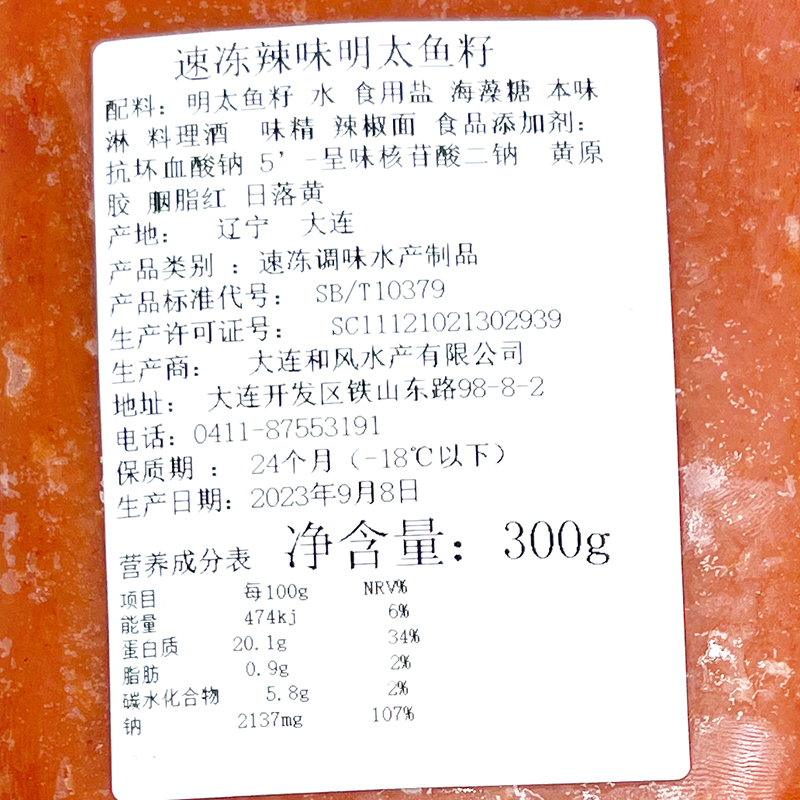 速冻辣味明太鱼籽
配料：明太鱼籽 水 食用盐 海藻糖 本味
淋 料理酒 味精 辣椒面 食品添加剂：
抗坏血酸钠 5’-呈味核苷酸二钠 黄原
胶 胭脂红 日落黄
产地： 辽宁 大连
产品类别 ：速冻调味水产制品
产品标准代号： SB/T10379
生产许可证号： SC11121021302939
生产商： 大连和风水产有限公司
地址： 大连开发区铁山东路98-8-2
电话：0411-87553191
保质期 ： 24个月（-18℃以下）
生产日期：2023年9月8日
营养成分表 净含量：300g
项目 每100g NRV%
能量 474kj 6%
蛋白质 20.1g 34%
脂肪 0.9g 2%
碳水化合物 5.8g 2%
钠 2137mg 107%